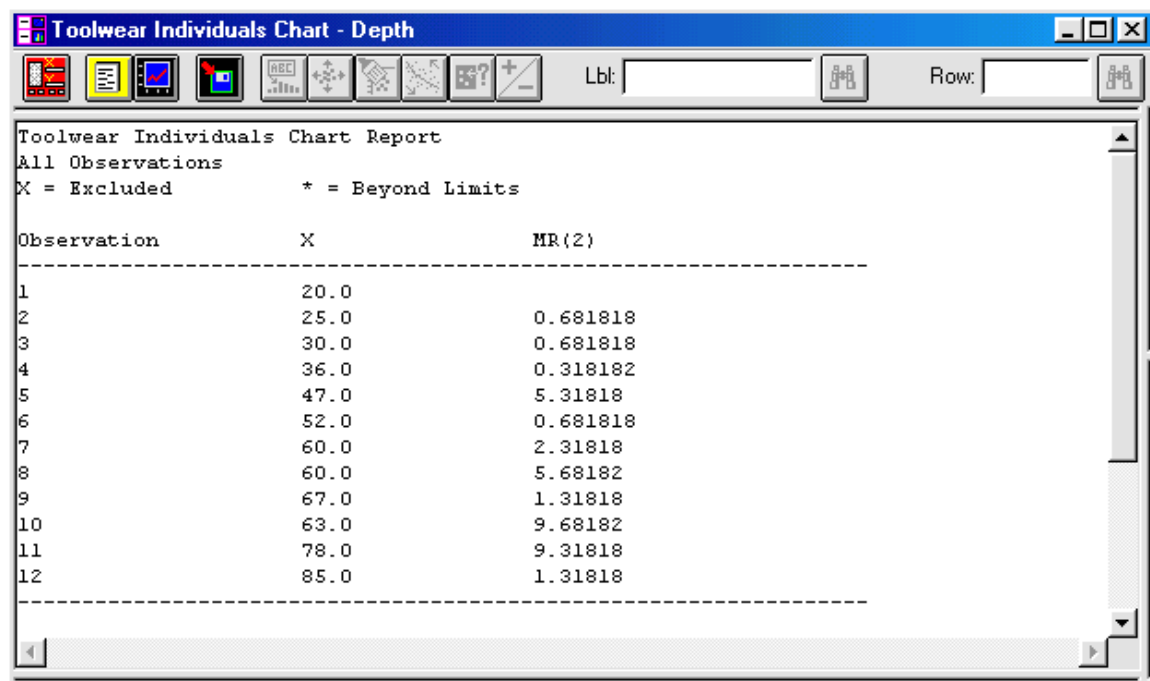 Toolwear Individuals Chart - Depth
ABC Lbl: Row:
Toolwear Individuals Chart Report
All Observations
X = Excluded * = Beyond Limits
Observation X MR(2)
1 20.0
2 25.0 0.681818
3 30.0 0.681818
4 36.0 0.318182
5 47.0 5.31818
6 52.0 0.681818
7 60.0 2.31818
8 60.0 5.68182
9 67.0 1.31818
10 63.0 9.68182
11 78.0 9.31818
12 85.0 1.31818